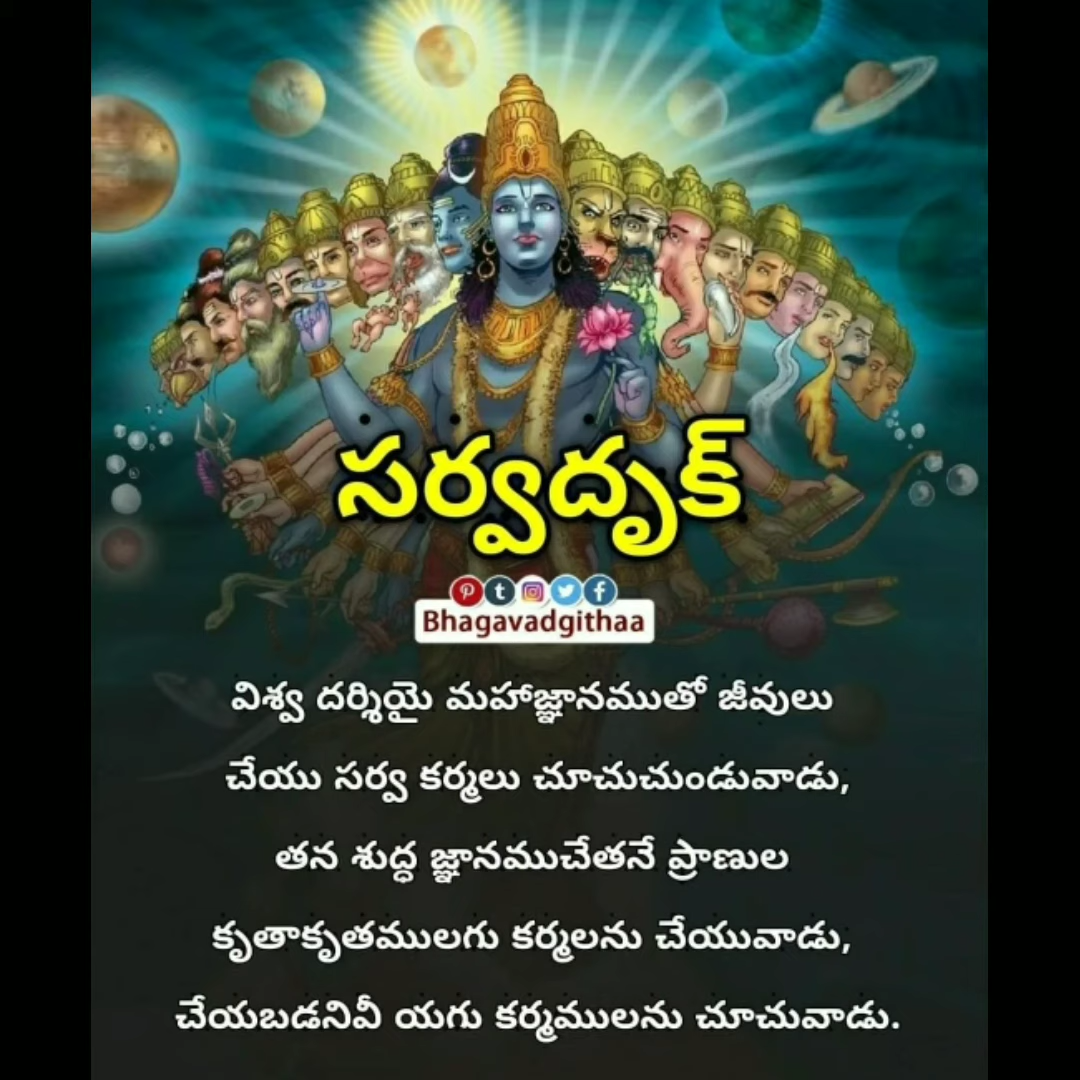 సర్వదృక్
Bhagavadgithaa
విశ్వ దర్శియై మహాజ్ఞానముతో జీవులు
చేయు సర్వ కర్మలు చూచుచుండువాడు,
తన శుద్ధ జ్ఞానముచేతనే ప్రాణుల
కృతాకృతములగు కర్మలను చేయువాడు,
చేయబడనివీ యగు కర్మములను చూచువాడు.